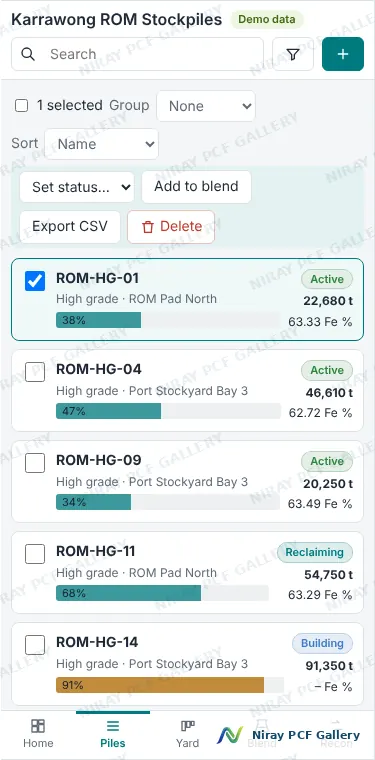 Karrawong ROM Stockpiles Demo data
Search
1 selected Group None
Sort Name
Set status... Add to blend
Export CSV Delete
ROM-HG-01 Active
High grade · ROM Pad North 22,680 t
38% 63.33 Fe %
ROM-HG-04 Active
High grade · Port Stockyard Bay 3 46,610 t
47% 62.72 Fe %
ROM-HG-09 Active
High grade · Port Stockyard Bay 3 20,250 t
34% 63.49 Fe %
ROM-HG-11 Reclaiming
High grade · ROM Pad North 54,750 t
68% 63.29 Fe %
ROM-HG-14 Building
High grade · Port Stockyard Bay 3 91,350 t
91% – Fe %
Home Piles Yard Blend Recon
Niray PCF Gallery
NIRAY PCF GALLERY